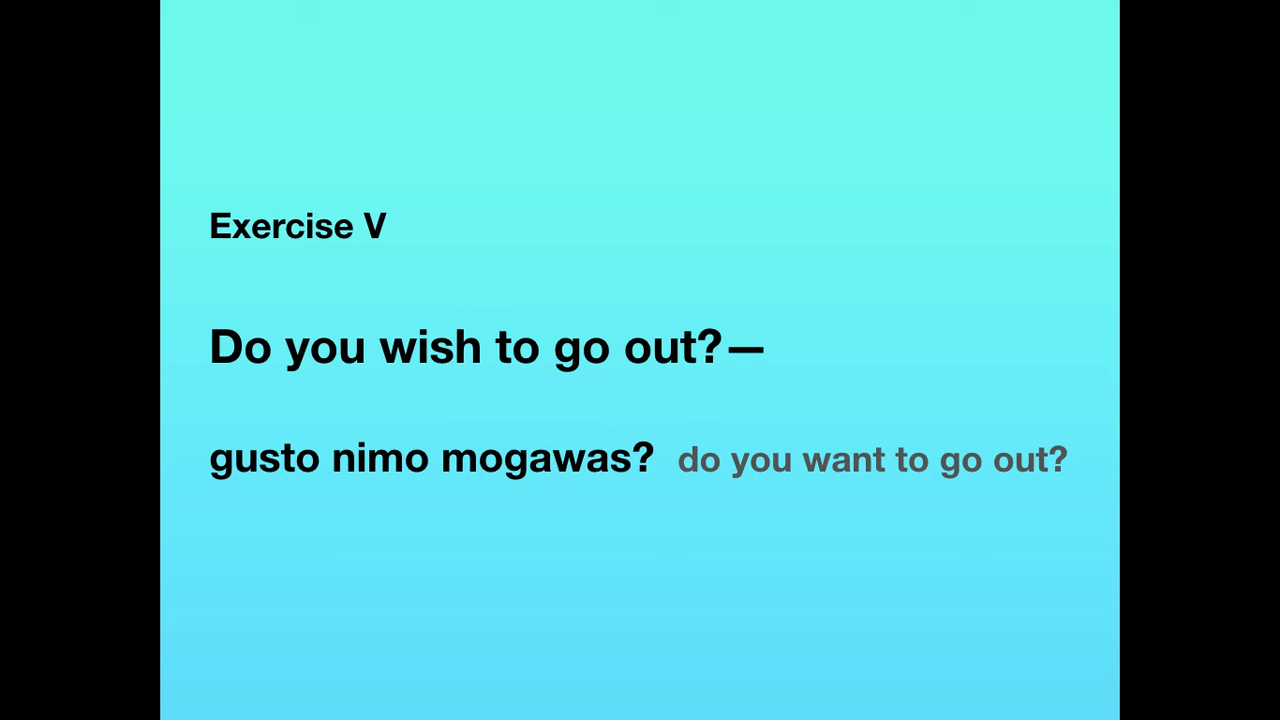 Exercise V
Do you wish to go out?—
gusto nimo mogawas? do you want to go out?